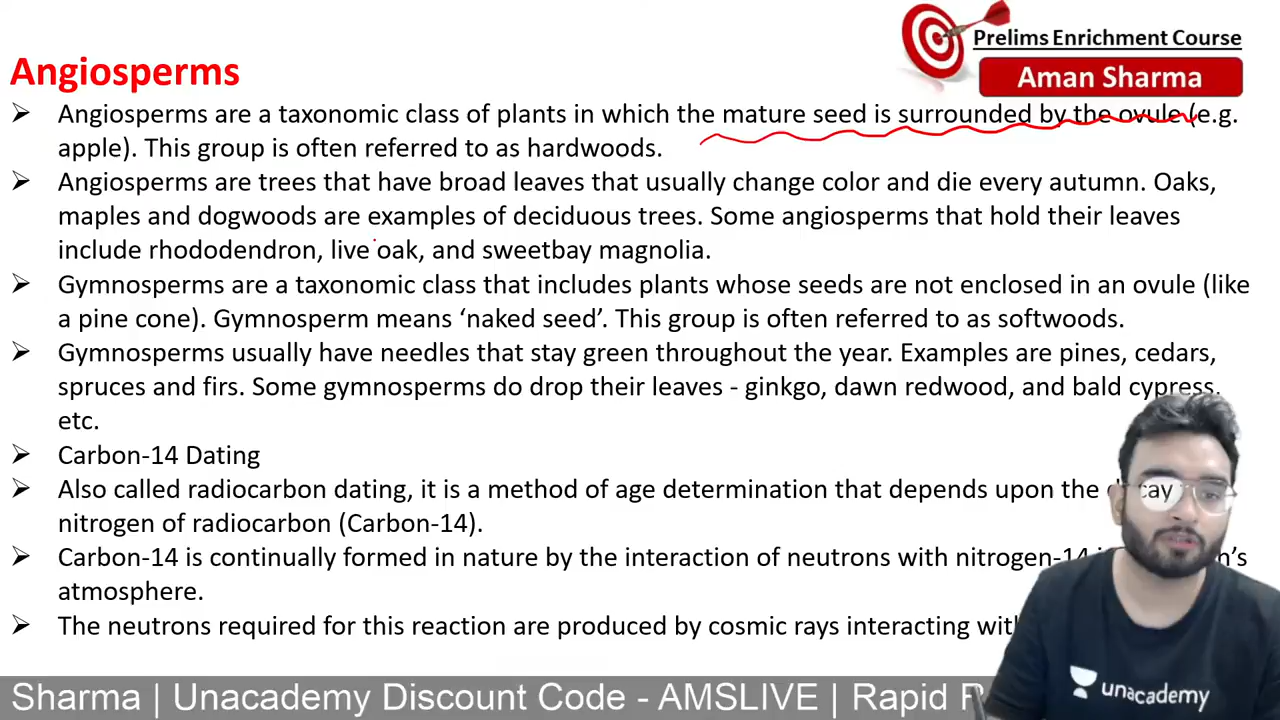 Prelims Enrichment Course
Aman Sharma
Angiosperms
➢ Angiosperms are a taxonomic class of plants in which the mature seed is surrounded by the ovule (e.g.
apple). This group is often referred to as hardwoods.
➢ Angiosperms are trees that have broad leaves that usually change color and die every autumn. Oaks,
maples and dogwoods are examples of deciduous trees. Some angiosperms that hold their leaves
include rhododendron, live oak, and sweetbay magnolia.
➢ Gymnosperms are a taxonomic class that includes plants whose seeds are not enclosed in an ovule (like
a pine cone). Gymnosperm means ‘naked seed’. This group is often referred to as softwoods.
➢ Gymnosperms usually have needles that stay green throughout the year. Examples are pines, cedars,
spruces and firs. Some gymnosperms do drop their leaves - ginkgo, dawn redwood, and bald cypress,
etc.
➢ Carbon-14 Dating
➢ Also called radiocarbon dating, it is a method of age determination that depends upon the decay
nitrogen of radiocarbon (Carbon-14).
➢ Carbon-14 is continually formed in nature by the interaction of neutrons with nitrogen-14
atmosphere.
➢ The neutrons required for this reaction are produced by cosmic rays interacting
Sharma | Unacademy Discount Code - AMSLIVE | Rapid
unacademy